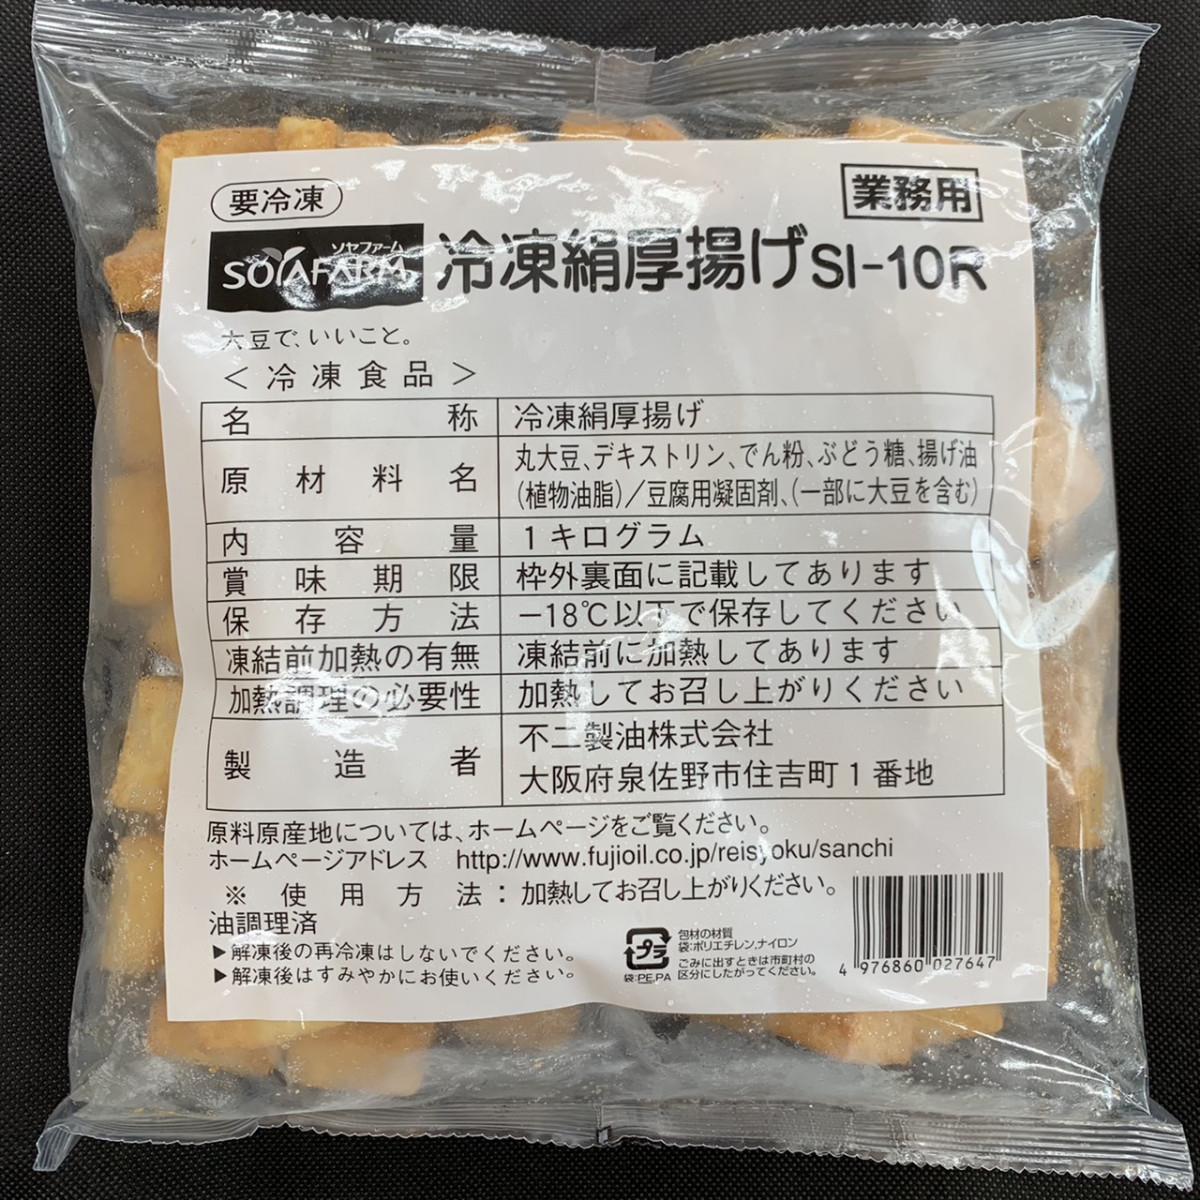 要冷凍
業務用
ソヤファーム
SOYAFARM
冷凍絹厚揚げSI-10R
大豆で、いいこと。
＜冷凍食品＞
名称 冷凍絹厚揚げ
原材料名 丸大豆、デキストリン、でん粉、ぶどう糖、揚げ油
(植物油脂)／豆腐用凝固剤、(一部に大豆を含む)
内容量 1キログラム
賞味期限 枠外裏面に記載してあります
保存方法 −18℃以下で保存してください
凍結前加熱の有無 凍結前に加熱してあります
加熱調理の必要性 加熱してお召し上がりください
製造者 不二製油株式会社
大阪府泉佐野市住吉町1番地
原料原産地については、ホームページをご覧ください。
ホームページアドレス http://www.fujioil.co.jp/reisyoku/sanchi
※使用方法：加熱してお召し上がりください。
油調理済
▶解凍後の再冷凍はしないでください。
▶解凍後はすみやかにお使いください。
プラ
袋:PE,PA
包材の材質
袋:ポリエチレン,ナイロン
ごみに出すときは市町村の
区分にしたがってください。
4 976860 027647